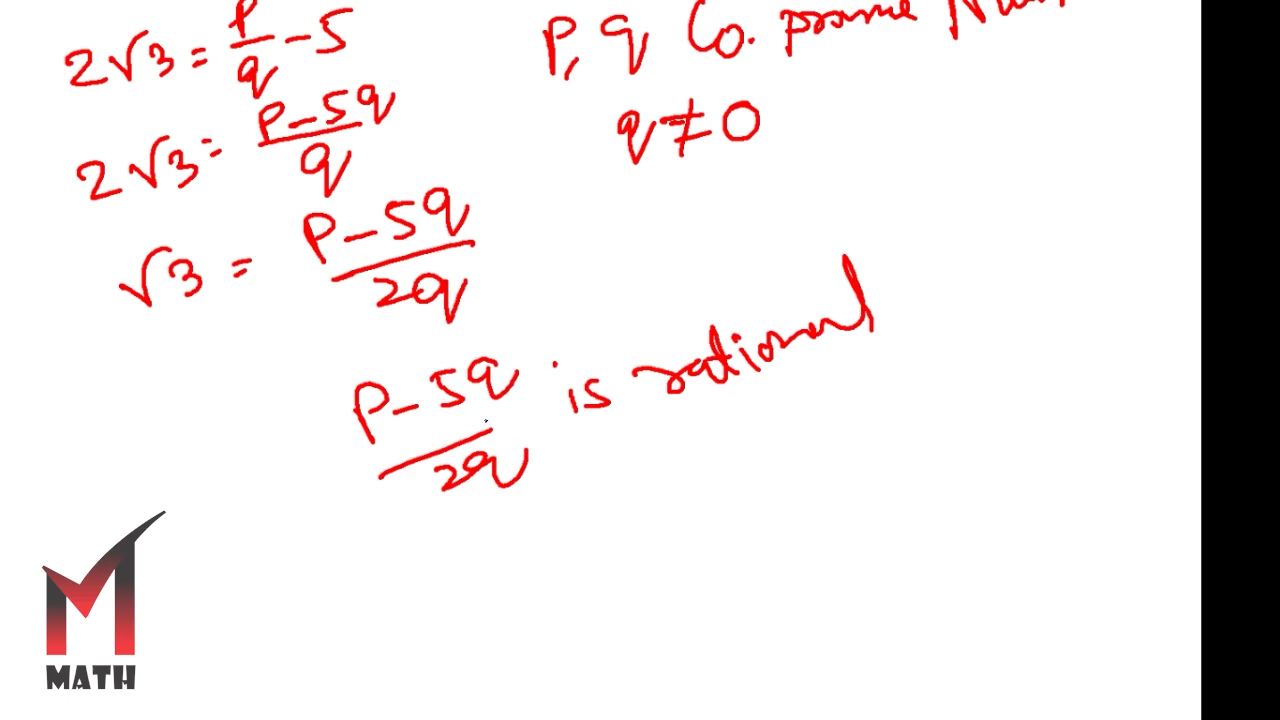 2√3 = P/q - 5
P, q Co. prime
2√3 = P - 5q / q
q ≠ 0
√3 = P - 5q / 2q
P - 5q / 2q is rational
MATH